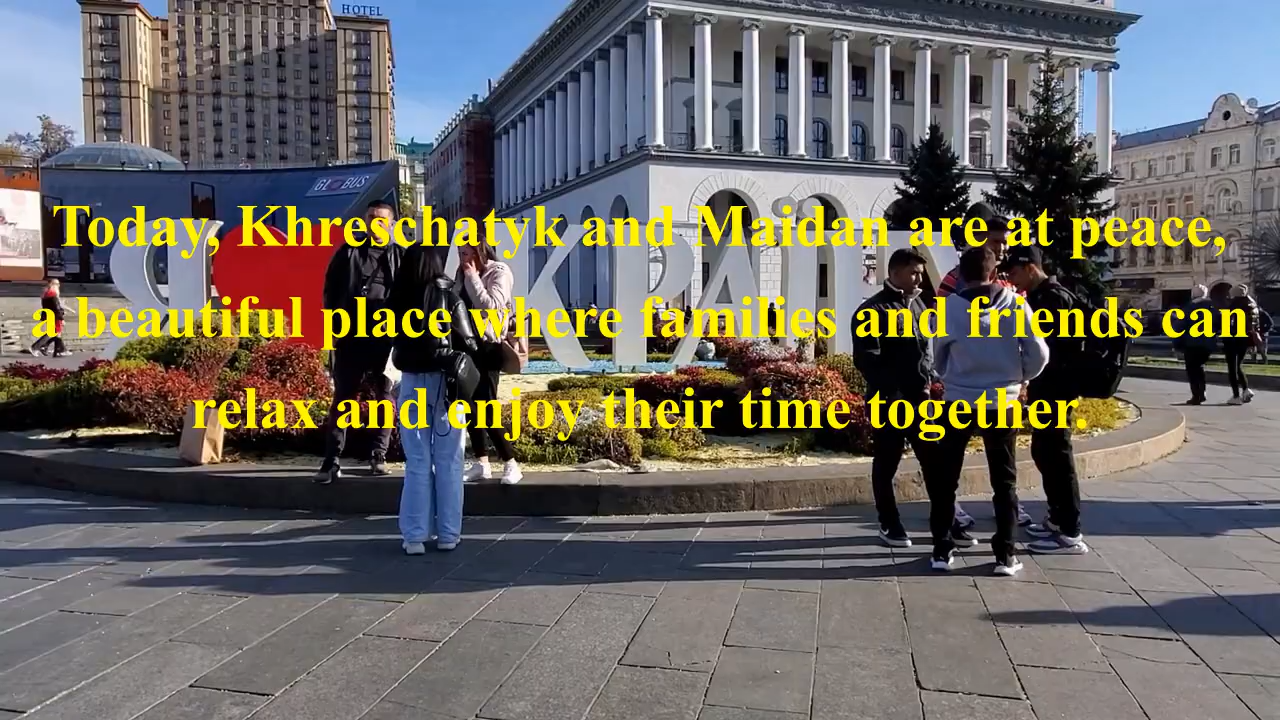 HOTEL
GLOBUS
Today, Khreschatyk and Maidan are at peace,
a beautiful place where families and friends can
relax and enjoy their time together.